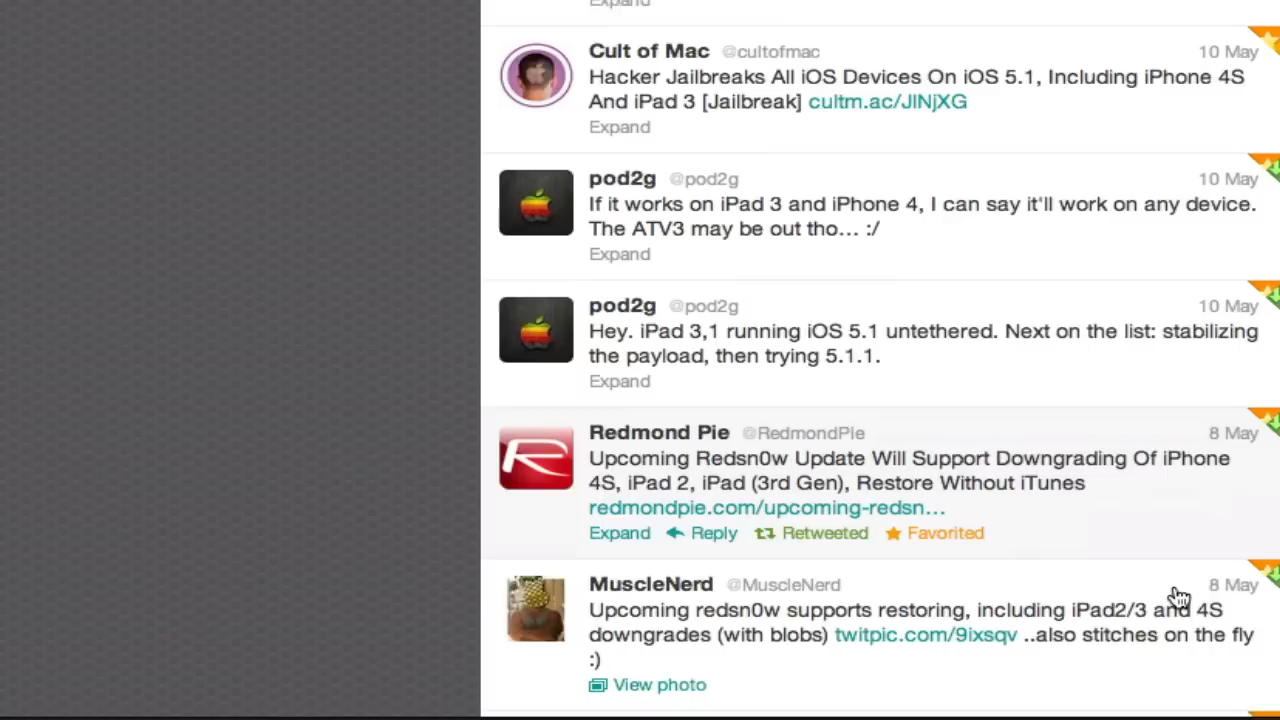 Expand
Cult of Mac @cultofmac 10 May
Hacker Jailbreaks All iOS Devices On iOS 5.1, Including iPhone 4S
And iPad 3 [Jailbreak] cultm.ac/JlNjXG
Expand
pod2g @pod2g 10 May
If it works on iPad 3 and iPhone 4, I can say it'll work on any device.
The ATV3 may be out tho… :/
Expand
pod2g @pod2g 10 May
Hey. iPad 3,1 running iOS 5.1 untethered. Next on the list: stabilizing
the payload, then trying 5.1.1.
Expand
Redmond Pie @RedmondPie 8 May
Upcoming Redsn0w Update Will Support Downgrading Of iPhone
4S, iPad 2, iPad (3rd Gen), Restore Without iTunes
redmondpie.com/upcoming-redsn…
Expand Reply Retweeted Favorited
MuscleNerd @MuscleNerd 8 May
Upcoming redsn0w supports restoring, including iPad2/3 and 4S
downgrades (with blobs) twitpic.com/9ixsqv ..also stitches on the fly
:)
View photo